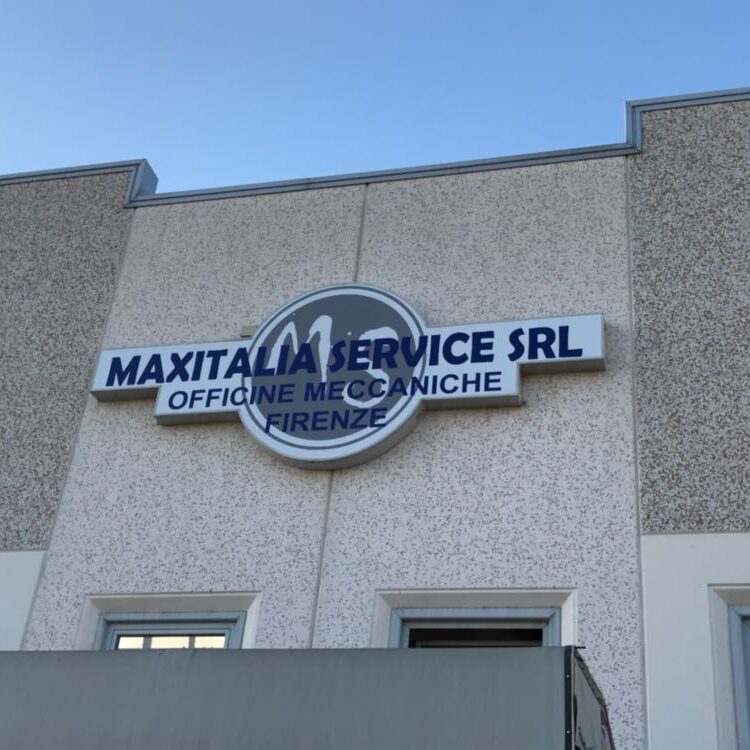 MS
MAXITALIA SERVICE SRL
OFFICINE MECCANICHE
FIRENZE